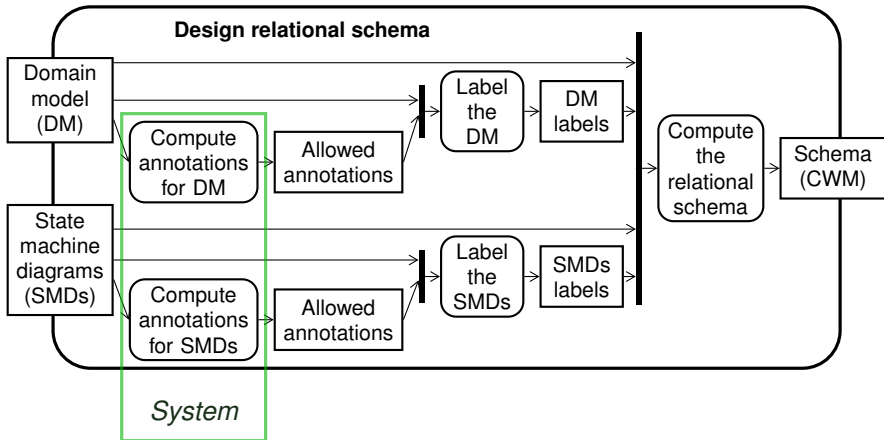 Design relational schema
Domain
model
(DM)
Compute
annotations
for DM
Allowed
annotations
Label
the
DM
DM
labels
Compute
the
relational
schema
Schema
(CWM)
State
machine
diagrams
(SMDs)
Compute
annotations
for SMDs
Allowed
annotations
Label
the
SMDs
SMDs
labels
System